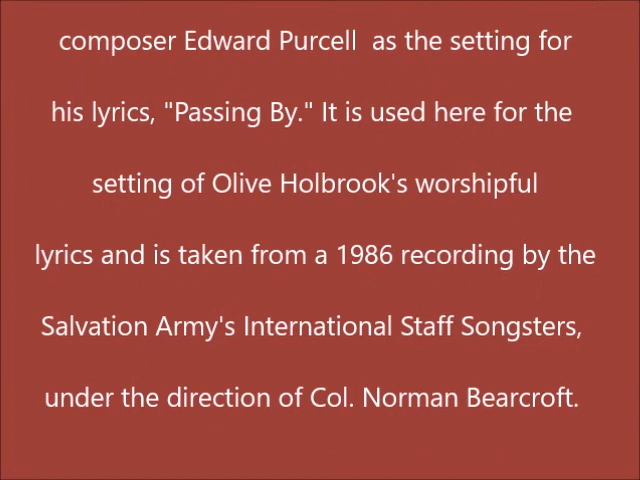 composer Edward Purcell  as the setting for
his lyrics, "Passing By." It is used here for the
setting of Olive Holbrook's worshipful
lyrics and is taken from a 1986 recording by the
Salvation Army's International Staff Songsters,
under the direction of Col. Norman Bearcroft.